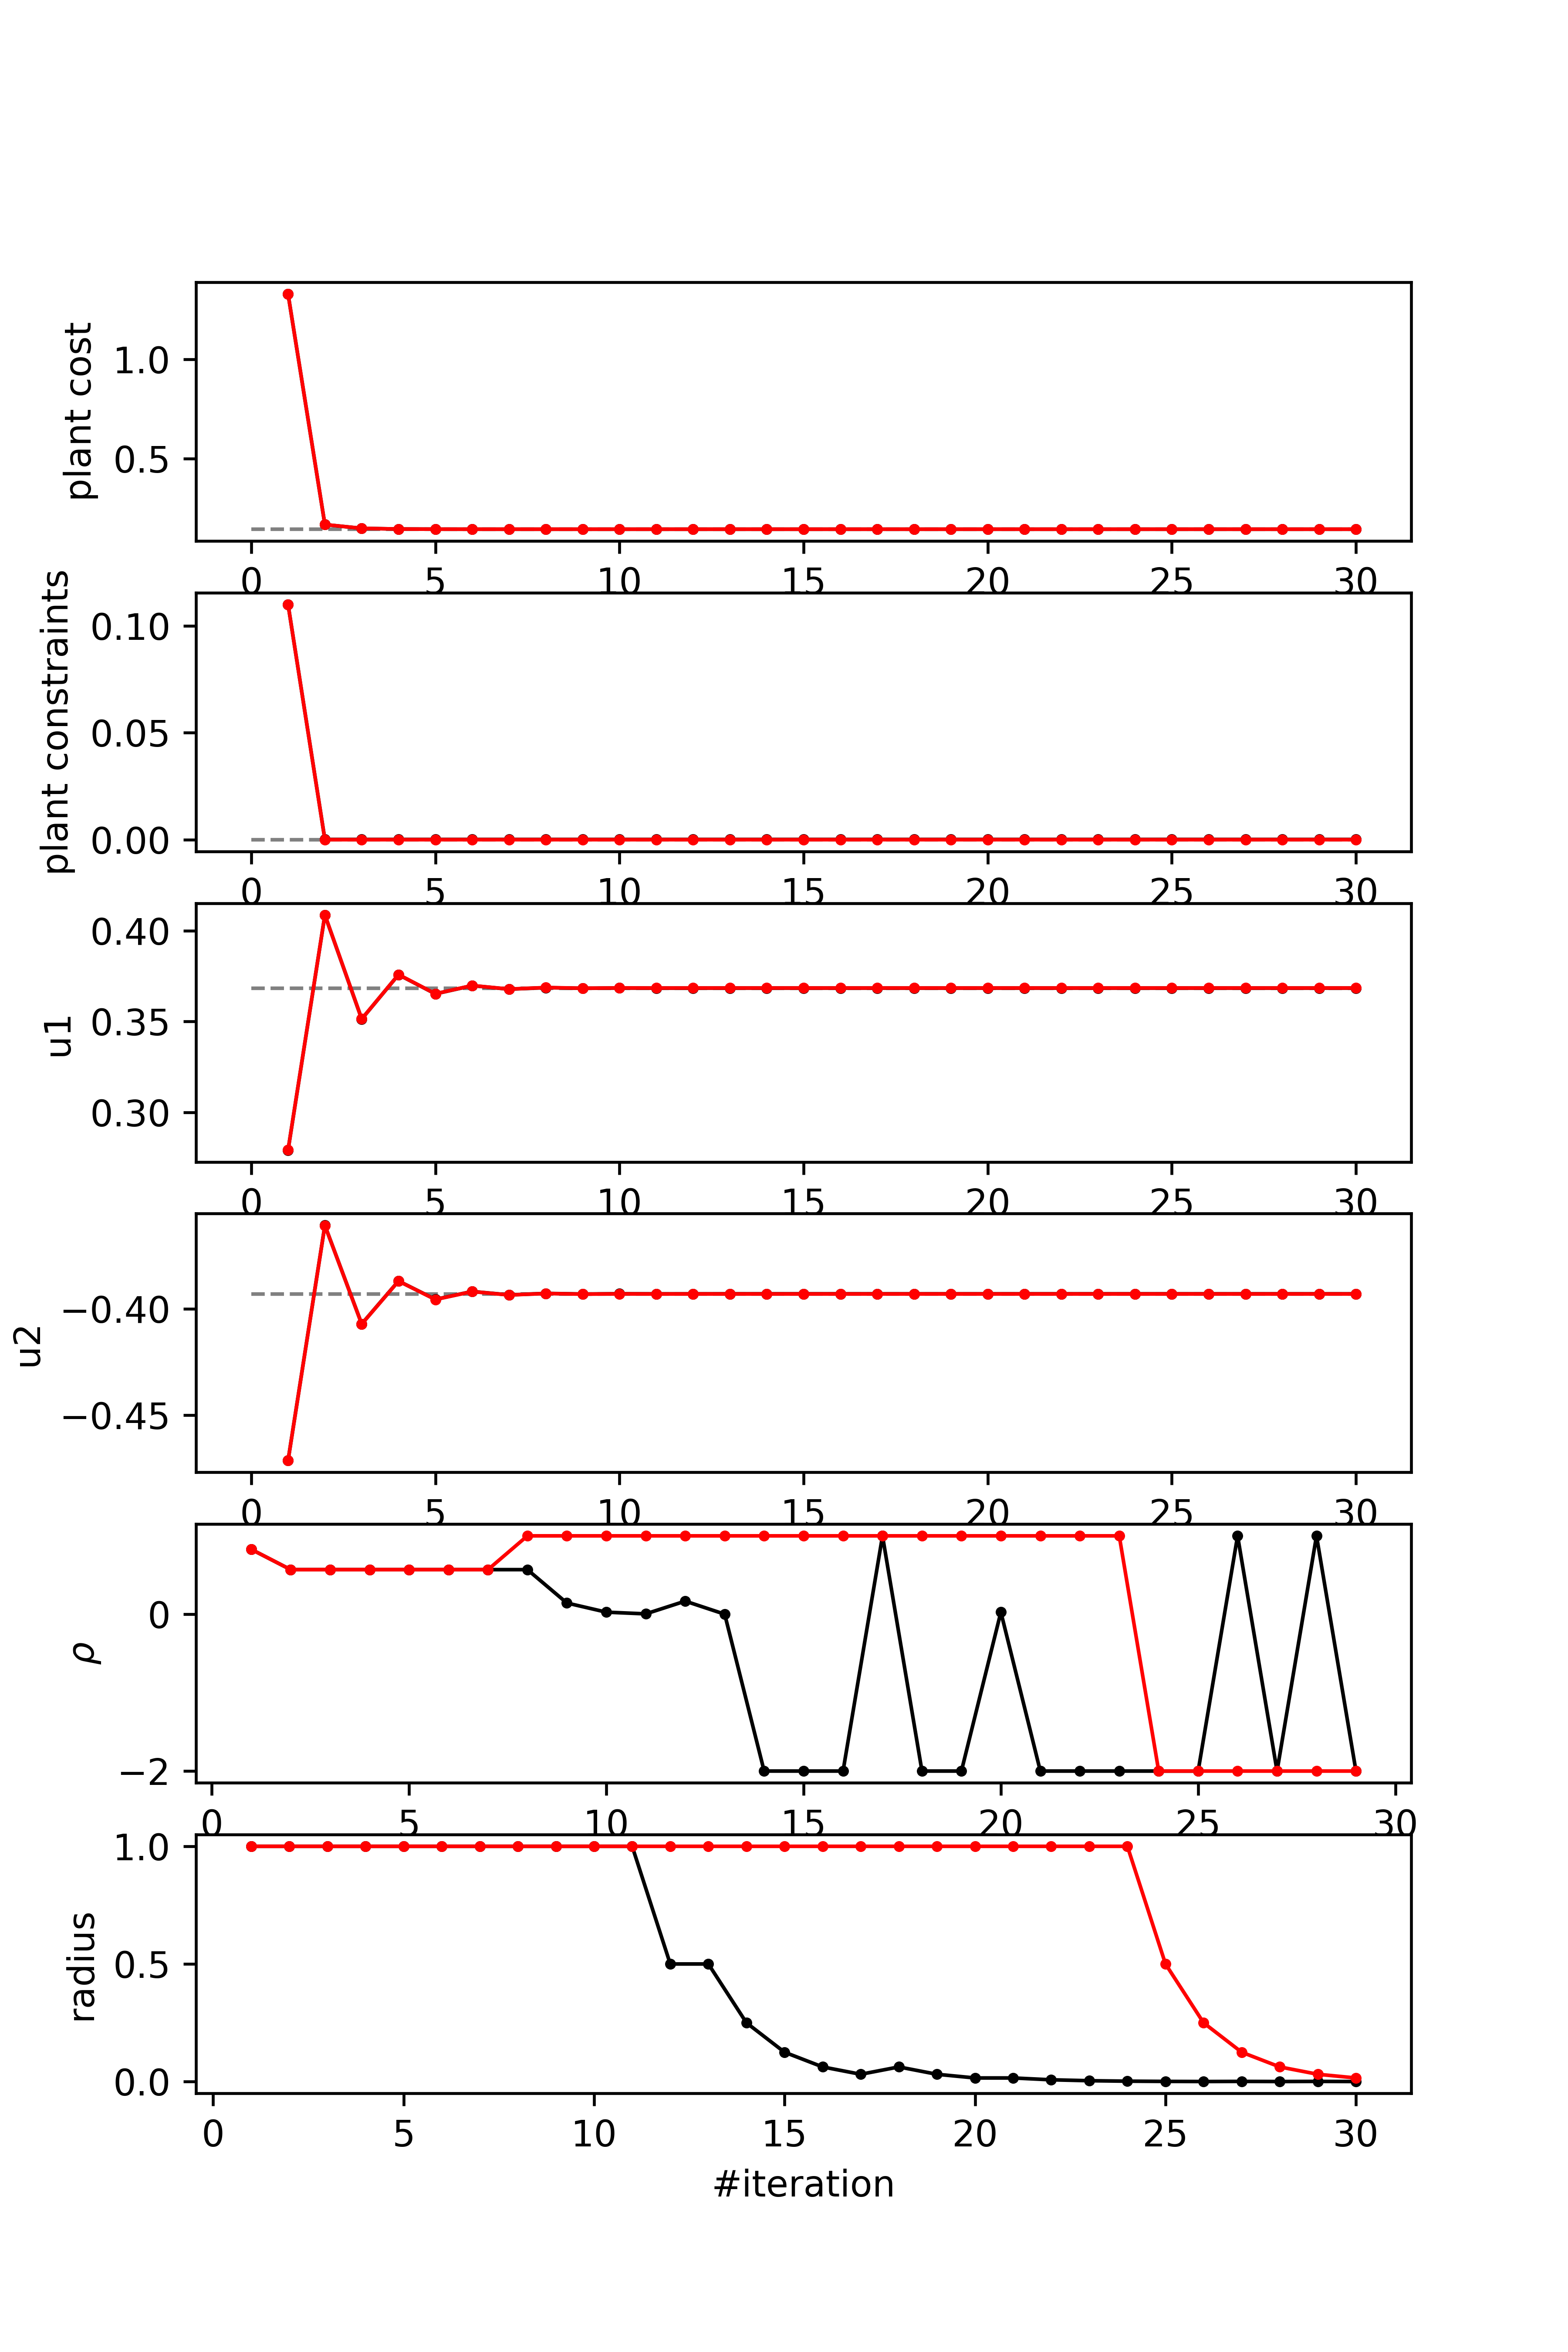 plant cost
1.0
0.5
0 5 10 15 20 25 30
plant constraints
0.10
0.05
0.00
0 5 10 15 20 25 30
u1
0.40
0.35
0.30
0 5 10 15 20 25 30
u2
−0.40
−0.45
0 5 10 15 20 25 30
ρ
0
−2
0 5 10 15 20 25 30
radius
1.0
0.5
0.0
0 5 10 15 20 25 30
#iteration